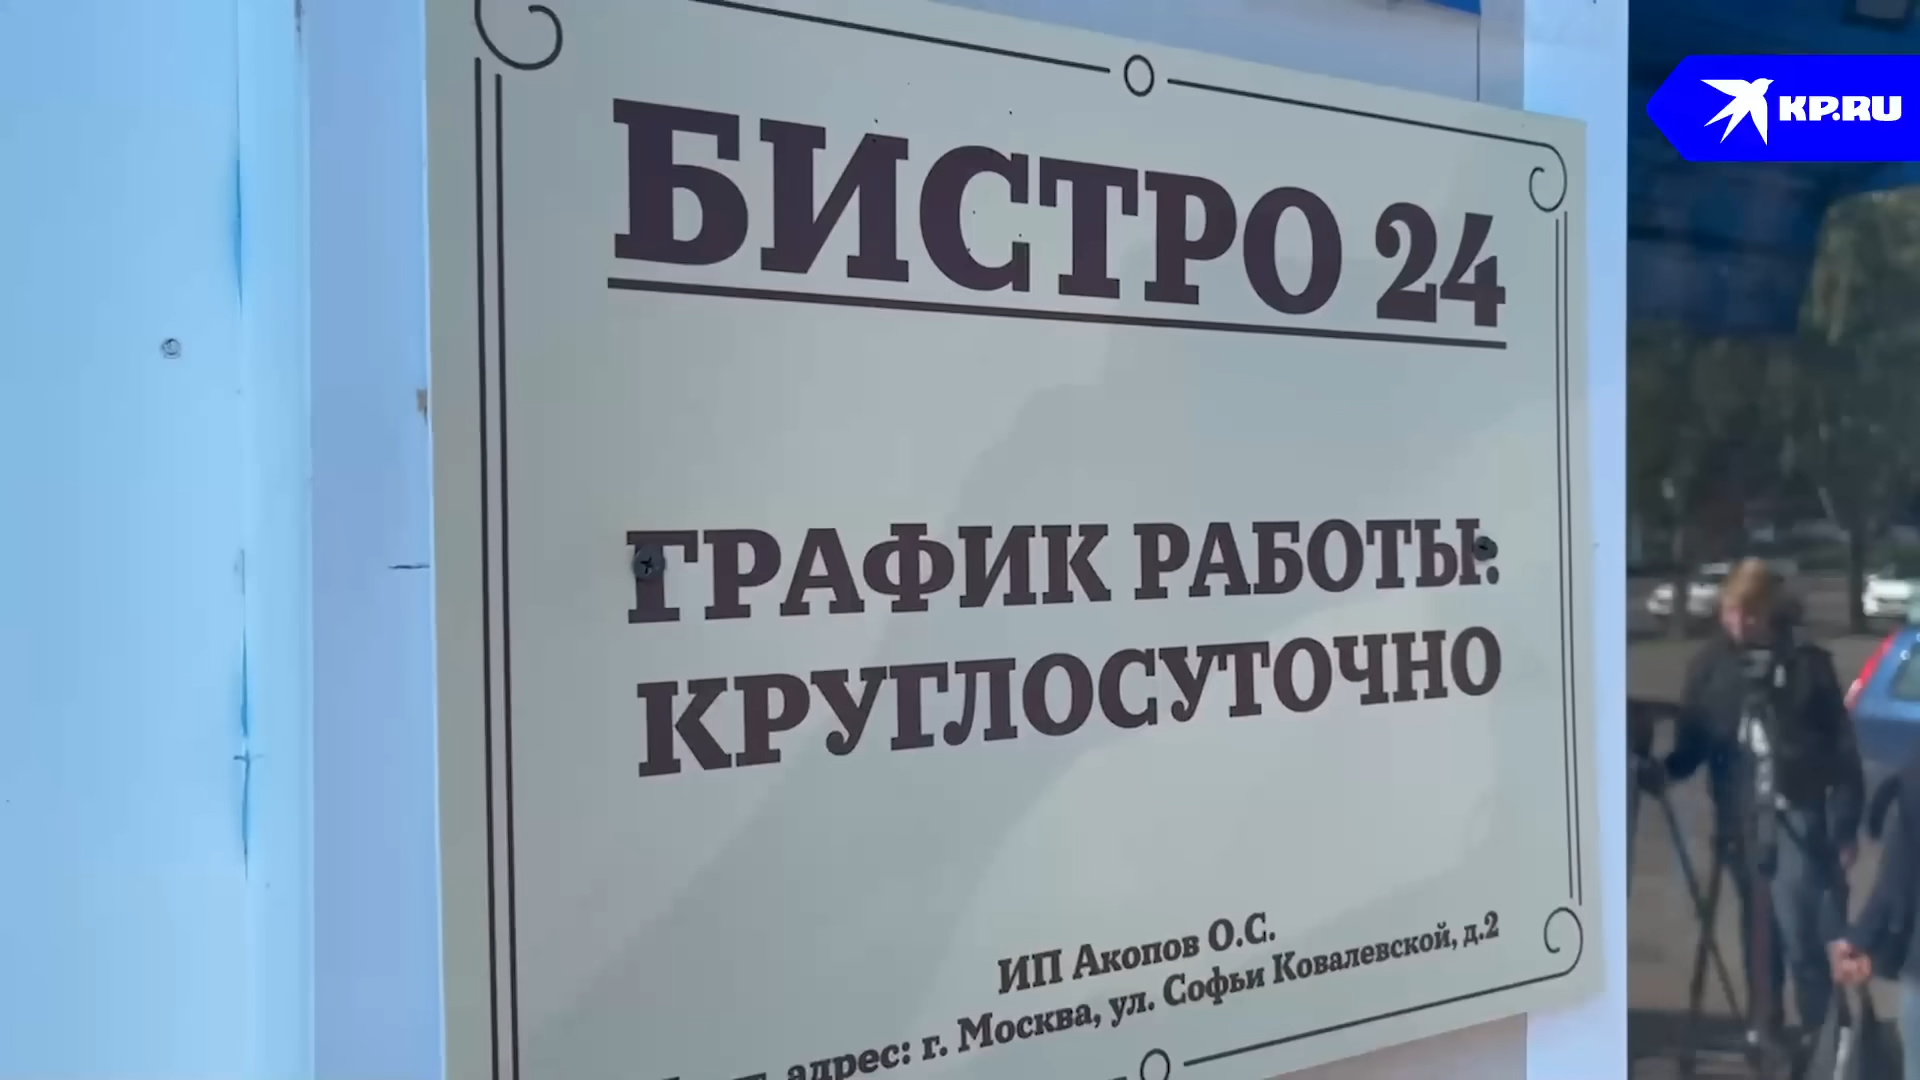 KP.RU
БИСТРО 24
ГРАФИК РАБОТЫ:
КРУГЛОСУТОЧНО
ИП Акопов О.С.
адрес: г. Москва, ул. Софьи Ковалевской, д.2